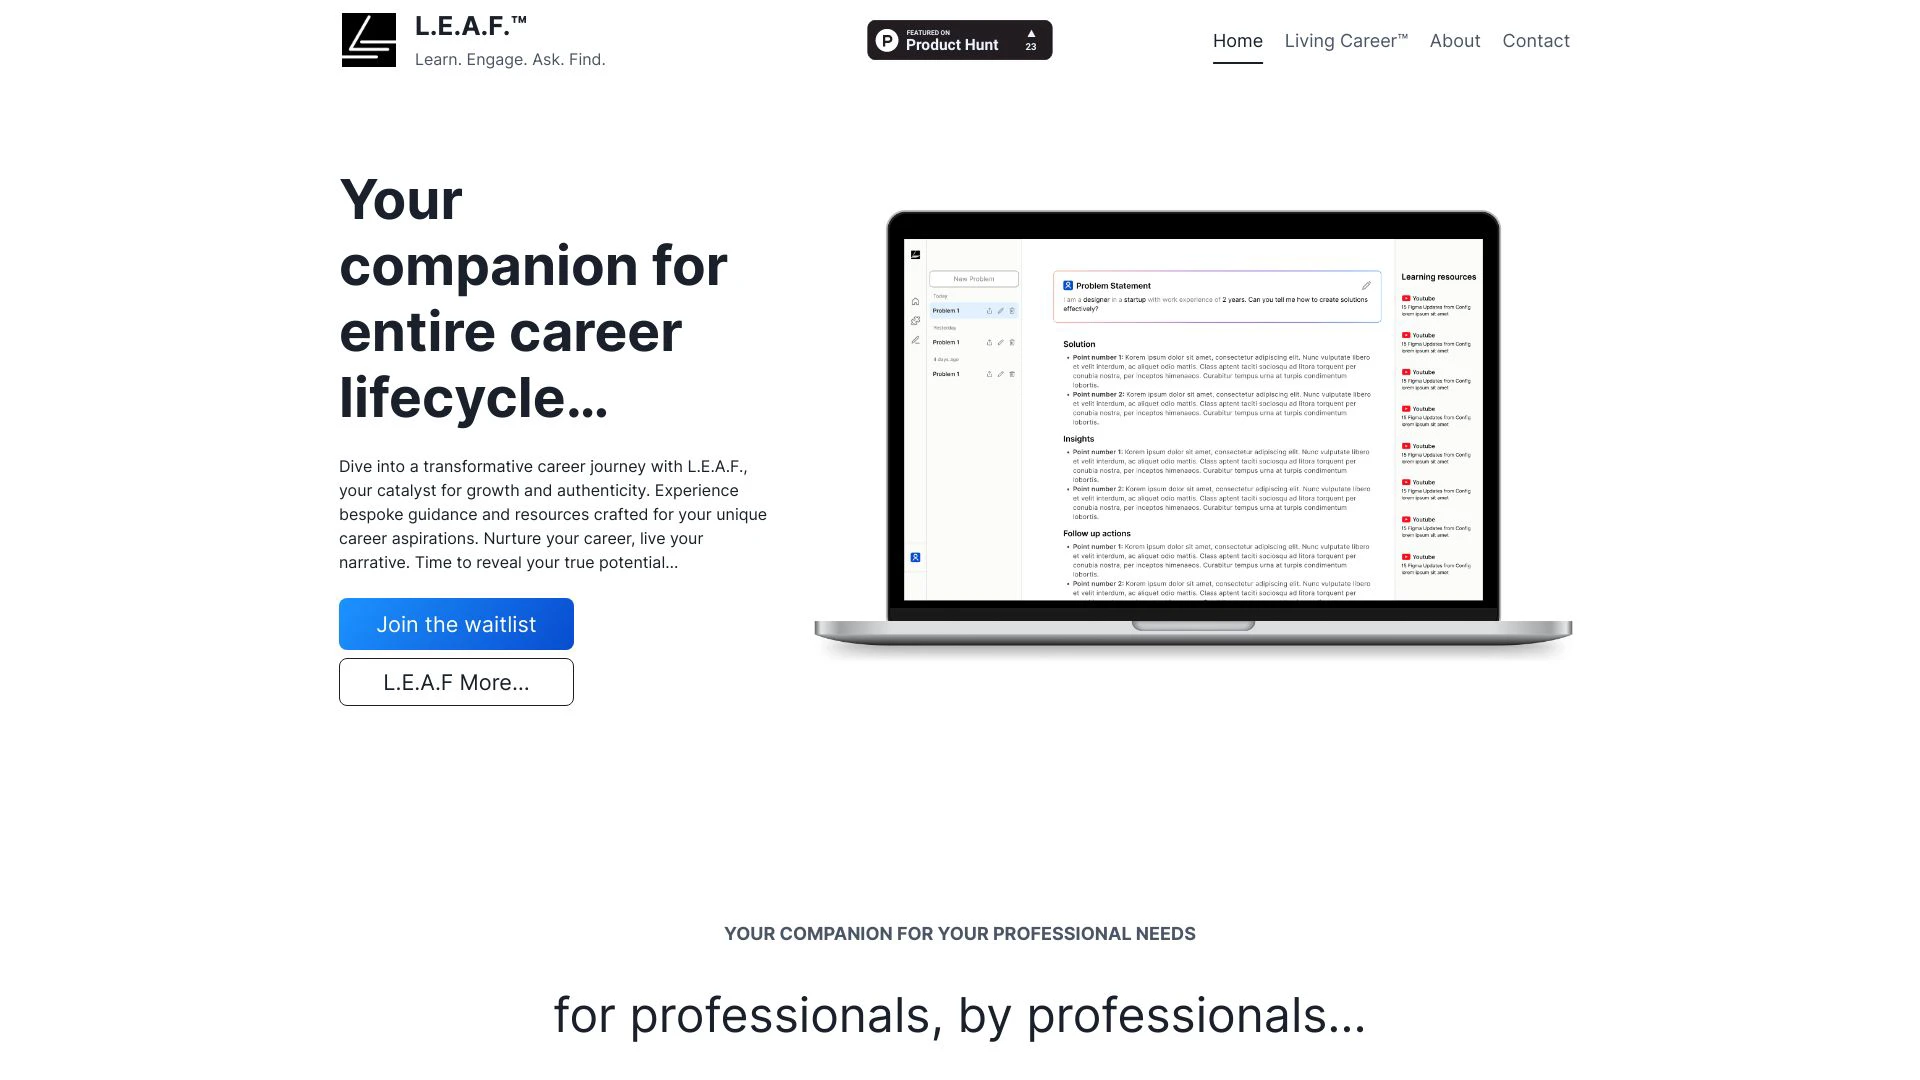 L.E.A.F.™
Learn. Engage. Ask. Find.
FEATURED ON
Product Hunt
▲
23
Home
Living Career™
About
Contact
Your
companion for
entire career
lifecycle...
Dive into a transformative career journey with L.E.A.F.,
your catalyst for growth and authenticity. Experience
bespoke guidance and resources crafted for your unique
career aspirations. Nurture your career, live your
narrative. Time to reveal your true potential...
Join the waitlist
L.E.A.F More...
New Problem
Today
Problem 1
Yesterday
Problem 1
4 days ago
Problem 1
Problem Statement
I am a designer in a startup with work experience of 2 years. Can you tell me how to create solutions
effectively?
Solution
• Point number 1: Korem ipsum dolor sit amet, consectetur adipiscing elit. Nunc vulputate libero
et velit interdum, ac aliquet odio mattis. Class aptent taciti sociosqu ad litora torquent per
conubia nostra, per inceptos himenaeos. Curabitur tempus urna at turpis condimentum
lobortis.
• Point number 2: Korem ipsum dolor sit amet, consectetur adipiscing elit. Nunc vulputate libero
et velit interdum, ac aliquet odio mattis. Class aptent taciti sociosqu ad litora torquent per
conubia nostra, per inceptos himenaeos. Curabitur tempus urna at turpis condimentum
lobortis.
Insights
• Point number 1: Korem ipsum dolor sit amet, consectetur adipiscing elit. Nunc vulputate libero
et velit interdum, ac aliquet odio mattis. Class aptent taciti sociosqu ad litora torquent per
conubia nostra, per inceptos himenaeos. Curabitur tempus urna at turpis condimentum
lobortis.
• Point number 2: Korem ipsum dolor sit amet, consectetur adipiscing elit. Nunc vulputate libero
et velit interdum, ac aliquet odio mattis. Class aptent taciti sociosqu ad litora torquent per
conubia nostra, per inceptos himenaeos. Curabitur tempus urna at turpis condimentum
lobortis.
Follow up actions
• Point number 1: Korem ipsum dolor sit amet, consectetur adipiscing elit. Nunc vulputate libero
et velit interdum, ac aliquet odio mattis. Class aptent taciti sociosqu ad litora torquent per
conubia nostra, per inceptos himenaeos. Curabitur tempus urna at turpis condimentum
lobortis.
• Point number 2: Korem ipsum dolor sit amet, consectetur adipiscing elit. Nunc vulputate libero
et velit interdum, ac aliquet odio mattis. Class aptent taciti sociosqu ad litora torquent per
Learning resources
Youtube
15 Figma Updates from Config
lorem ipsum sit amet
Youtube
15 Figma Updates from Config
lorem ipsum sit amet
Youtube
15 Figma Updates from Config
lorem ipsum sit amet
Youtube
15 Figma Updates from Config
lorem ipsum sit amet
Youtube
15 Figma Updates from Config
lorem ipsum sit amet
Youtube
15 Figma Updates from Config
lorem ipsum sit amet
Youtube
15 Figma Updates from Config
lorem ipsum sit amet
Youtube
15 Figma Updates from Config
lorem ipsum sit amet
YOUR COMPANION FOR YOUR PROFESSIONAL NEEDS
for professionals, by professionals...